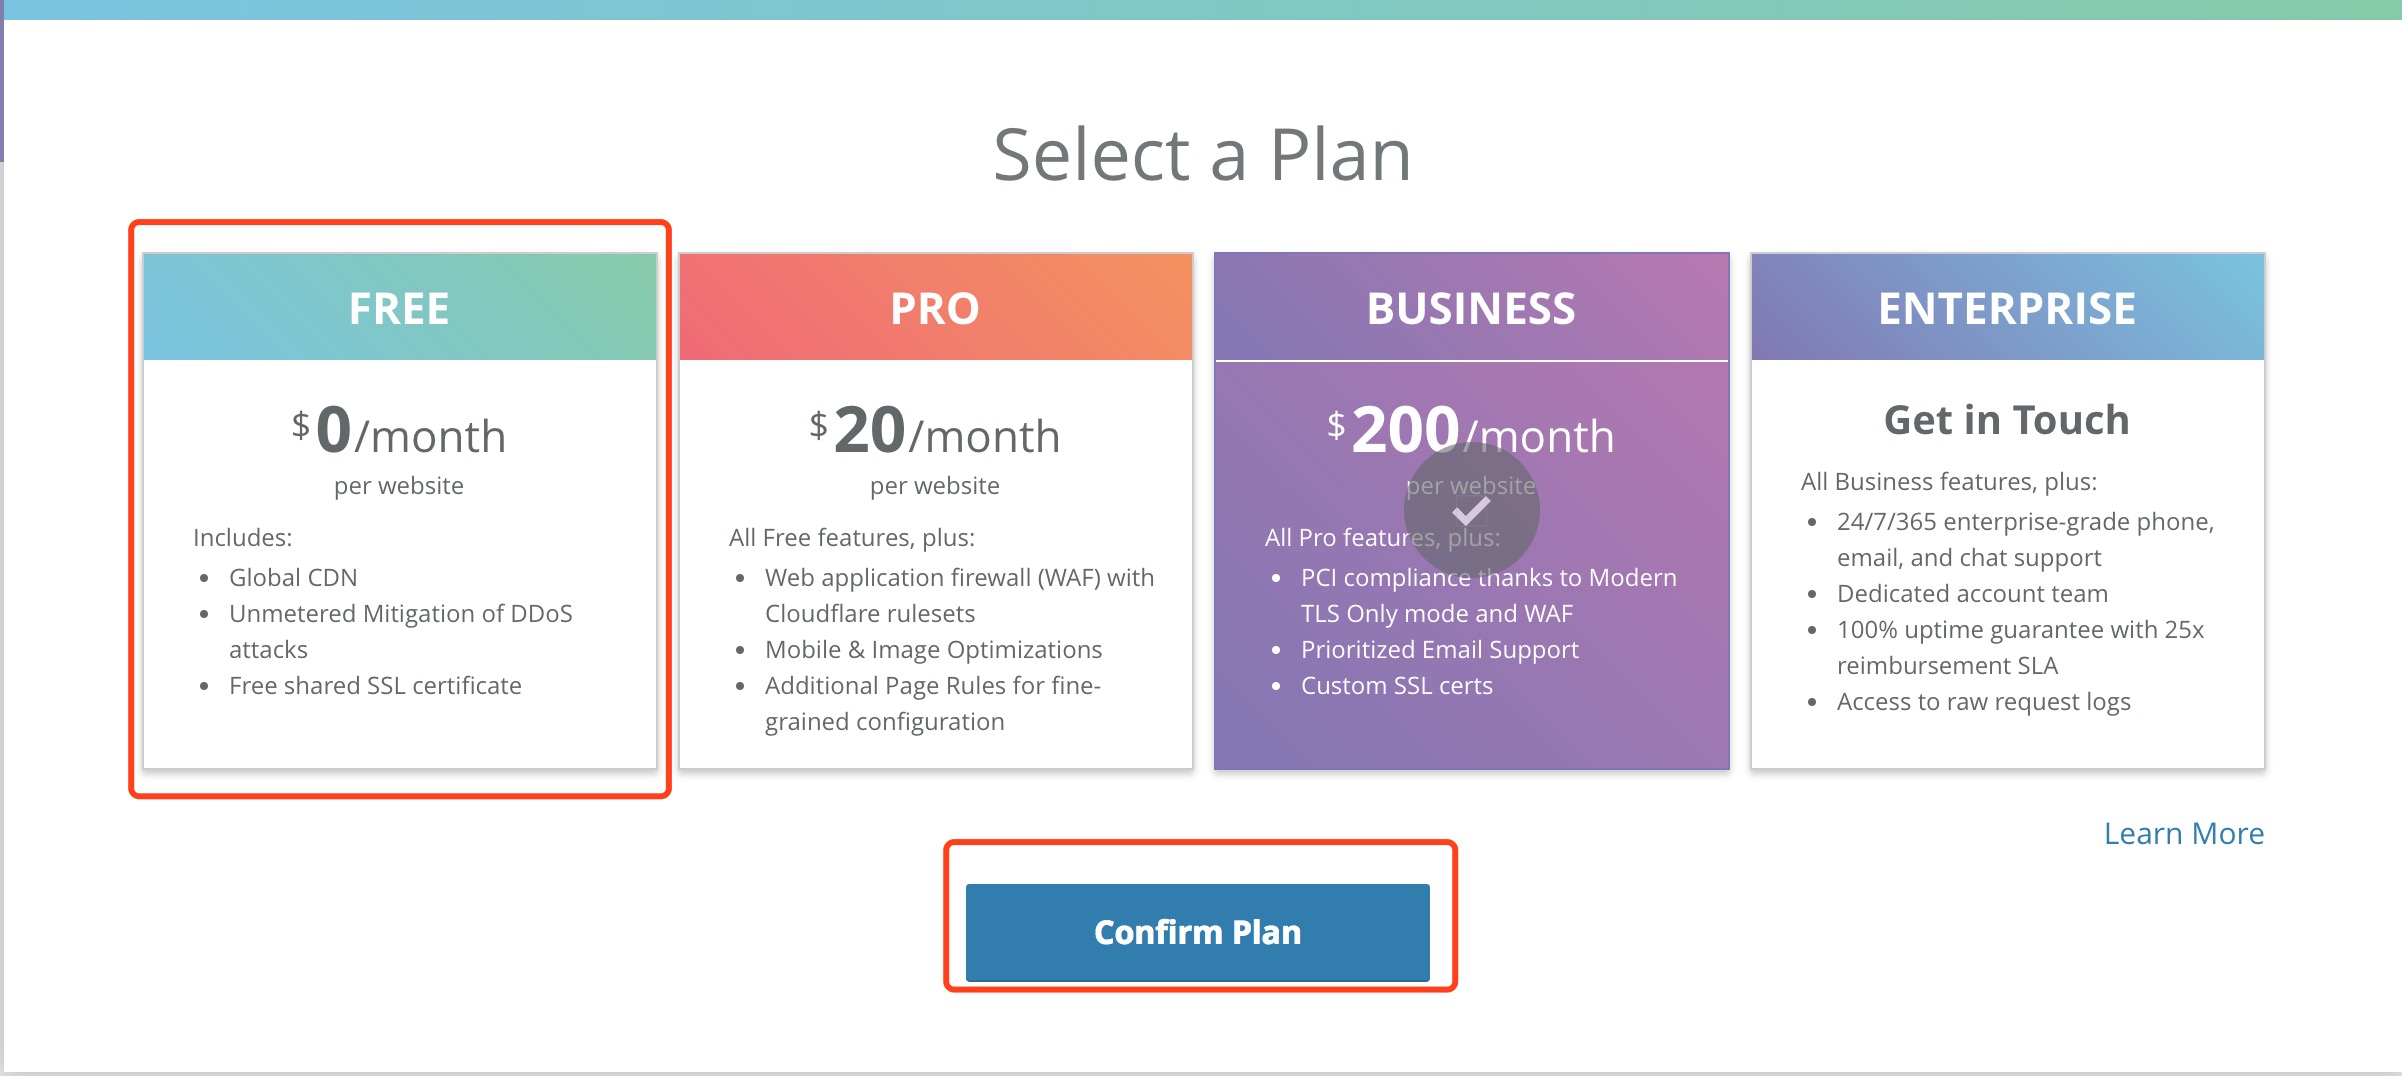 Select a Plan
FREE
$0/month
per website
Includes:
• Global CDN
• Unmetered Mitigation of DDoS
attacks
• Free shared SSL certificate
PRO
$20/month
per website
All Free features, plus:
• Web application firewall (WAF) with
Cloudflare rulesets
• Mobile & Image Optimizations
• Additional Page Rules for fine-
grained configuration
BUSINESS
$200/month
per website
All Pro features, plus:
• PCI compliance thanks to Modern
TLS Only mode and WAF
• Prioritized Email Support
• Custom SSL certs
ENTERPRISE
Get in Touch
All Business features, plus:
• 24/7/365 enterprise-grade phone,
email, and chat support
• Dedicated account team
• 100% uptime guarantee with 25x
reimbursement SLA
• Access to raw request logs
Learn More
Confirm Plan